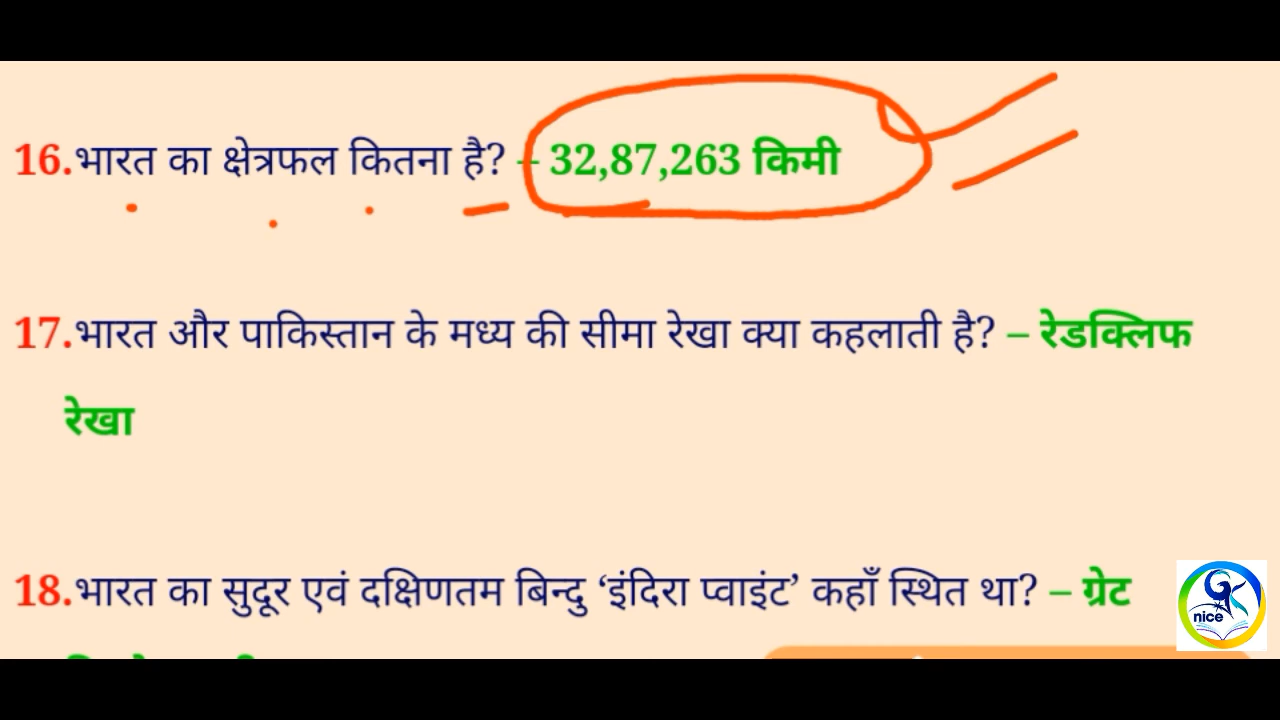 16.भारत का क्षेत्रफल कितना है? – 32,87,263 किमी
17.भारत और पाकिस्तान के मध्य की सीमा रेखा क्या कहलाती है? – रेडक्लिफ
रेखा
18.भारत का सुदूर एवं दक्षिणतम बिन्दु ‘इंदिरा प्वाइंट’ कहाँ स्थित था? – ग्रेट
GK
nice